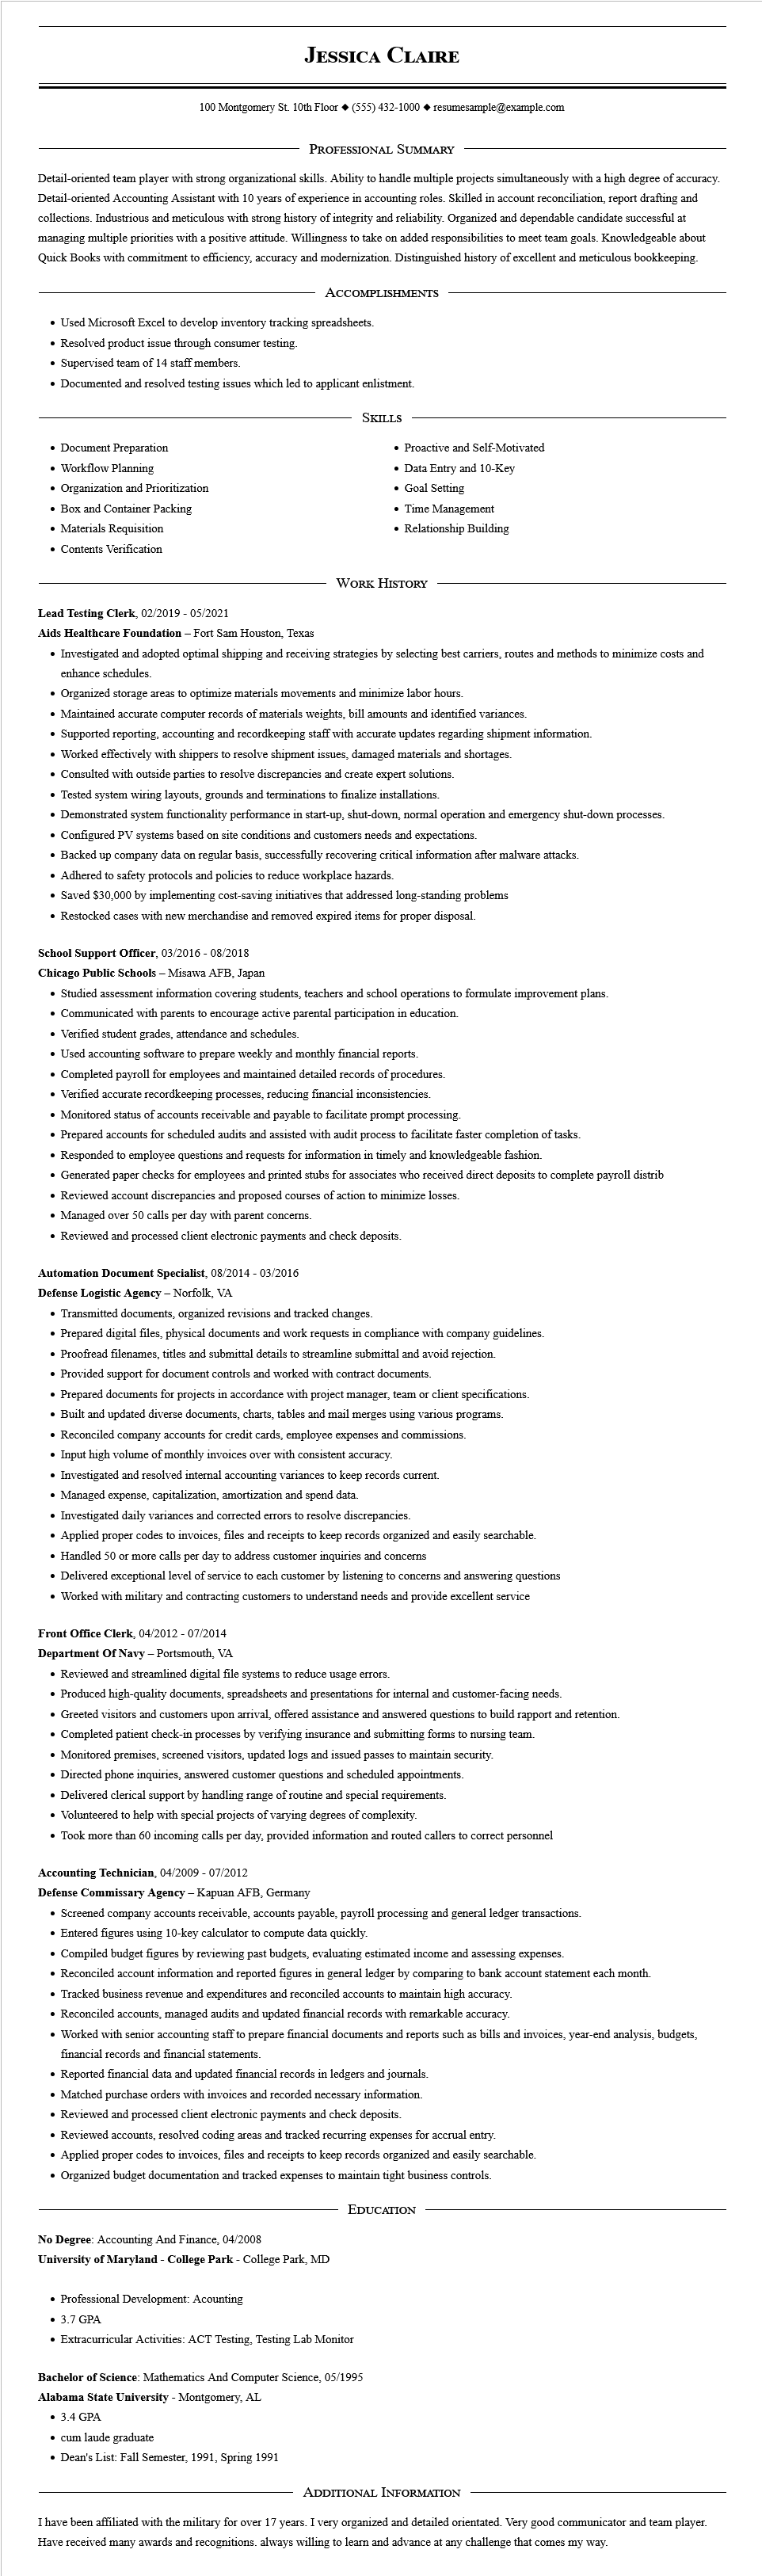 Jessica Claire
100 Montgomery St. 10th Floor ◆ (555) 432-1000 ◆ resumesample@example.com
Professional Summary
Detail-oriented team player with strong organizational skills. Ability to handle multiple projects simultaneously with a high degree of accuracy.
Detail-oriented Accounting Assistant with 10 years of experience in accounting roles. Skilled in account reconciliation, report drafting and
collections. Industrious and meticulous with strong history of integrity and reliability. Organized and dependable candidate successful at
managing multiple priorities with a positive attitude. Willingness to take on added responsibilities to meet team goals. Knowledgeable about
Quick Books with commitment to efficiency, accuracy and modernization. Distinguished history of excellent and meticulous bookkeeping.
Accomplishments
• Used Microsoft Excel to develop inventory tracking spreadsheets.
• Resolved product issue through consumer testing.
• Supervised team of 14 staff members.
• Documented and resolved testing issues which led to applicant enlistment.
Skills
• Document Preparation
• Workflow Planning
• Organization and Prioritization
• Box and Container Packing
• Materials Requisition
• Contents Verification
• Proactive and Self-Motivated
• Data Entry and 10-Key
• Goal Setting
• Time Management
• Relationship Building
Work History
Lead Testing Clerk, 02/2019 - 05/2021
Aids Healthcare Foundation – Fort Sam Houston, Texas
• Investigated and adopted optimal shipping and receiving strategies by selecting best carriers, routes and methods to minimize costs and
enhance schedules.
• Organized storage areas to optimize materials movements and minimize labor hours.
• Maintained accurate computer records of materials weights, bill amounts and identified variances.
• Supported reporting, accounting and recordkeeping staff with accurate updates regarding shipment information.
• Worked effectively with shippers to resolve shipment issues, damaged materials and shortages.
• Consulted with outside parties to resolve discrepancies and create expert solutions.
• Tested system wiring layouts, grounds and terminations to finalize installations.
• Demonstrated system functionality performance in start-up, shut-down, normal operation and emergency shut-down processes.
• Configured PV systems based on site conditions and customers needs and expectations.
• Backed up company data on regular basis, successfully recovering critical information after malware attacks.
• Adhered to safety protocols and policies to reduce workplace hazards.
• Saved $30,000 by implementing cost-saving initiatives that addressed long-standing problems
• Restocked cases with new merchandise and removed expired items for proper disposal.
School Support Officer, 03/2016 - 08/2018
Chicago Public Schools – Misawa AFB, Japan
• Studied assessment information covering students, teachers and school operations to formulate improvement plans.
• Communicated with parents to encourage active parental participation in education.
• Verified student grades, attendance and schedules.
• Used accounting software to prepare weekly and monthly financial reports.
• Completed payroll for employees and maintained detailed records of procedures.
• Verified accurate recordkeeping processes, reducing financial inconsistencies.
• Monitored status of accounts receivable and payable to facilitate prompt processing.
• Prepared accounts for scheduled audits and assisted with audit process to facilitate faster completion of tasks.
• Responded to employee questions and requests for information in timely and knowledgeable fashion.
• Generated paper checks for employees and printed stubs for associates who received direct deposits to complete payroll distrib
• Reviewed account discrepancies and proposed courses of action to minimize losses.
• Managed over 50 calls per day with parent concerns.
• Reviewed and processed client electronic payments and check deposits.
Automation Document Specialist, 08/2014 - 03/2016
Defense Logistic Agency – Norfolk, VA
• Transmitted documents, organized revisions and tracked changes.
• Prepared digital files, physical documents and work requests in compliance with company guidelines.
• Proofread filenames, titles and submittal details to streamline submittal and avoid rejection.
• Provided support for document controls and worked with contract documents.
• Prepared documents for projects in accordance with project manager, team or client specifications.
• Built and updated diverse documents, charts, tables and mail merges using various programs.
• Reconciled company accounts for credit cards, employee expenses and commissions.
• Input high volume of monthly invoices over with consistent accuracy.
• Investigated and resolved internal accounting variances to keep records current.
• Managed expense, capitalization, amortization and spend data.
• Investigated daily variances and corrected errors to resolve discrepancies.
• Applied proper codes to invoices, files and receipts to keep records organized and easily searchable.
• Handled 50 or more calls per day to address customer inquiries and concerns
• Delivered exceptional level of service to each customer by listening to concerns and answering questions
• Worked with military and contracting customers to understand needs and provide excellent service
Front Office Clerk, 04/2012 - 07/2014
Department Of Navy – Portsmouth, VA
• Reviewed and streamlined digital file systems to reduce usage errors.
• Produced high-quality documents, spreadsheets and presentations for internal and customer-facing needs.
• Greeted visitors and customers upon arrival, offered assistance and answered questions to build rapport and retention.
• Completed patient check-in processes by verifying insurance and submitting forms to nursing team.
• Monitored premises, screened visitors, updated logs and issued passes to maintain security.
• Directed phone inquiries, answered customer questions and scheduled appointments.
• Delivered clerical support by handling range of routine and special requirements.
• Volunteered to help with special projects of varying degrees of complexity.
• Took more than 60 incoming calls per day, provided information and routed callers to correct personnel
Accounting Technician, 04/2009 - 07/2012
Defense Commissary Agency – Kapuan AFB, Germany
• Screened company accounts receivable, accounts payable, payroll processing and general ledger transactions.
• Entered figures using 10-key calculator to compute data quickly.
• Compiled budget figures by reviewing past budgets, evaluating estimated income and assessing expenses.
• Reconciled account information and reported figures in general ledger by comparing to bank account statement each month.
• Tracked business revenue and expenditures and reconciled accounts to maintain high accuracy.
• Reconciled accounts, managed audits and updated financial records with remarkable accuracy.
• Worked with senior accounting staff to prepare financial documents and reports such as bills and invoices, year-end analysis, budgets,
financial records and financial statements.
• Reported financial data and updated financial records in ledgers and journals.
• Matched purchase orders with invoices and recorded necessary information.
• Reviewed and processed client electronic payments and check deposits.
• Reviewed accounts, resolved coding areas and tracked recurring expenses for accrual entry.
• Applied proper codes to invoices, files and receipts to keep records organized and easily searchable.
• Organized budget documentation and tracked expenses to maintain tight business controls.
Education
No Degree: Accounting And Finance, 04/2008
University of Maryland - College Park - College Park, MD
• Professional Development: Acounting
• 3.7 GPA
• Extracurricular Activities: ACT Testing, Testing Lab Monitor
Bachelor of Science: Mathematics And Computer Science, 05/1995
Alabama State University - Montgomery, AL
• 3.4 GPA
• cum laude graduate
• Dean's List: Fall Semester, 1991, Spring 1991
Additional Information
I have been affiliated with the military for over 17 years. I very organized and detailed orientated. Very good communicator and team player.
Have received many awards and recognitions. always willing to learn and advance at any challenge that comes my way.